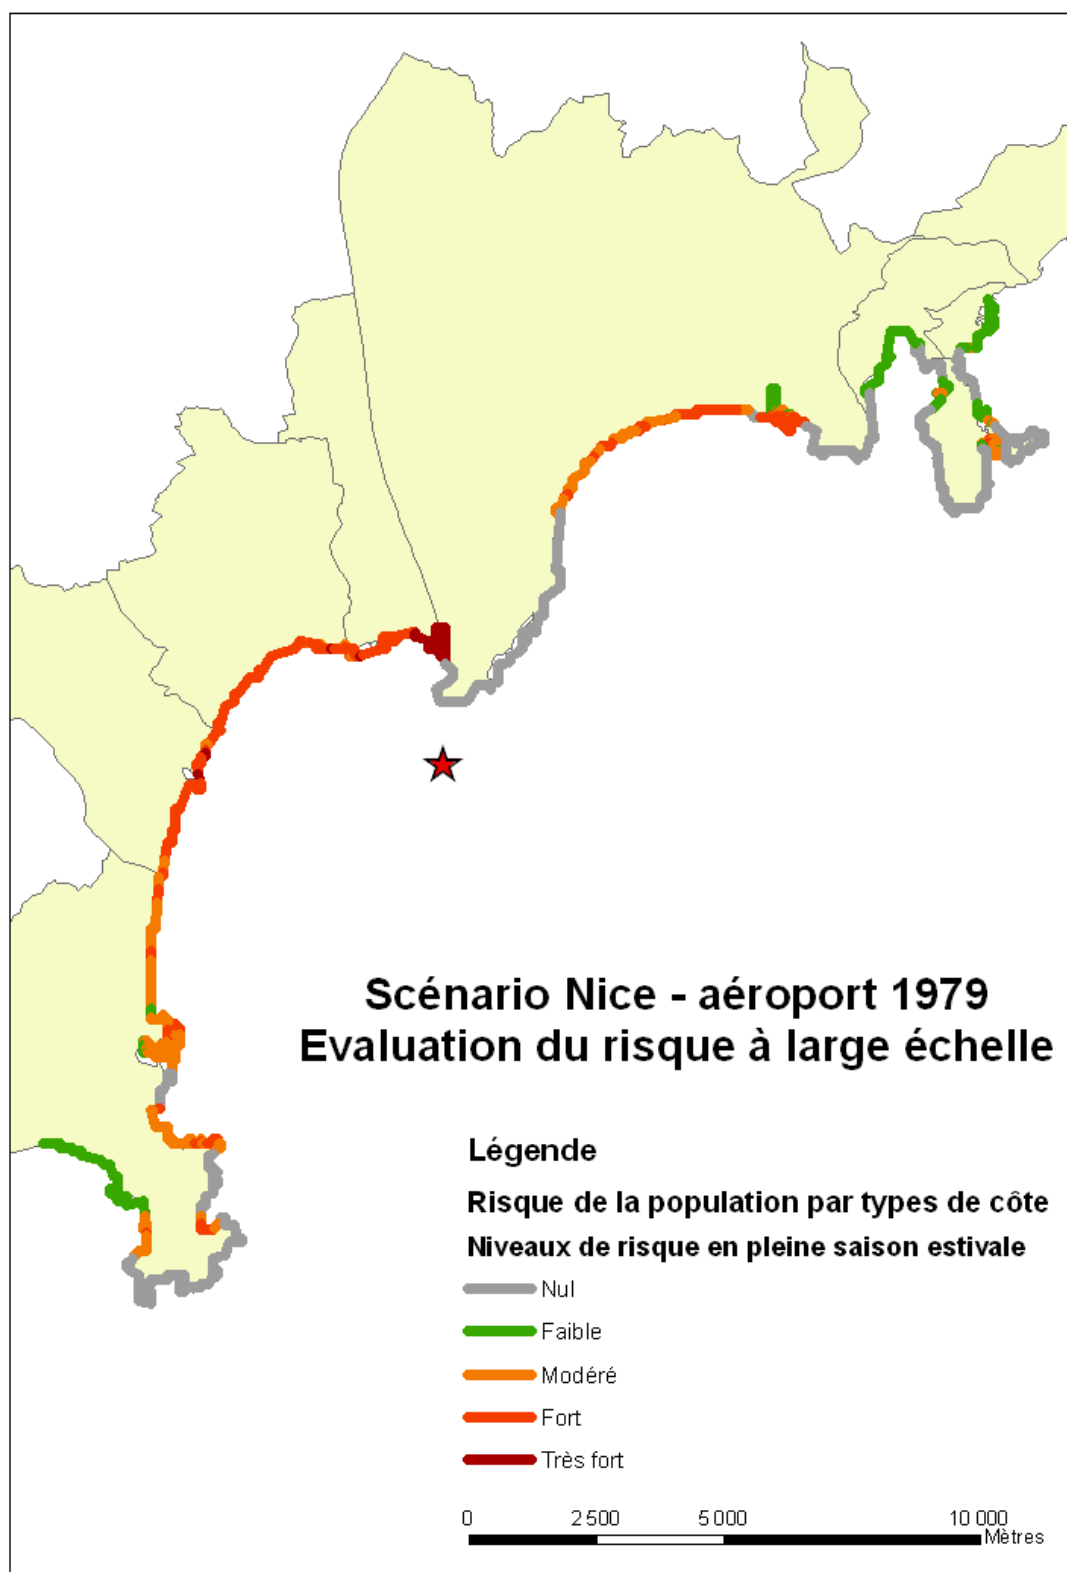 Scénario Nice - aéroport 1979
Evaluation du risque à large échelle
Légende
Risque de la population par types de côte
Niveaux de risque en pleine saison estivale
Nul
Faible
Modéré
Fort
Très fort
0 2 500 5 000 10 000
Mètres